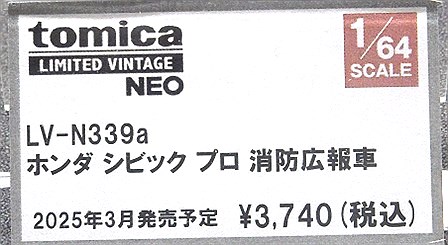 tomica
LIMITED VINTAGE
NEO
1/64
SCALE
LV-N339a
ホンダ シビック プロ 消防広報車
2025年3月発売予定 ¥3,740(税込)